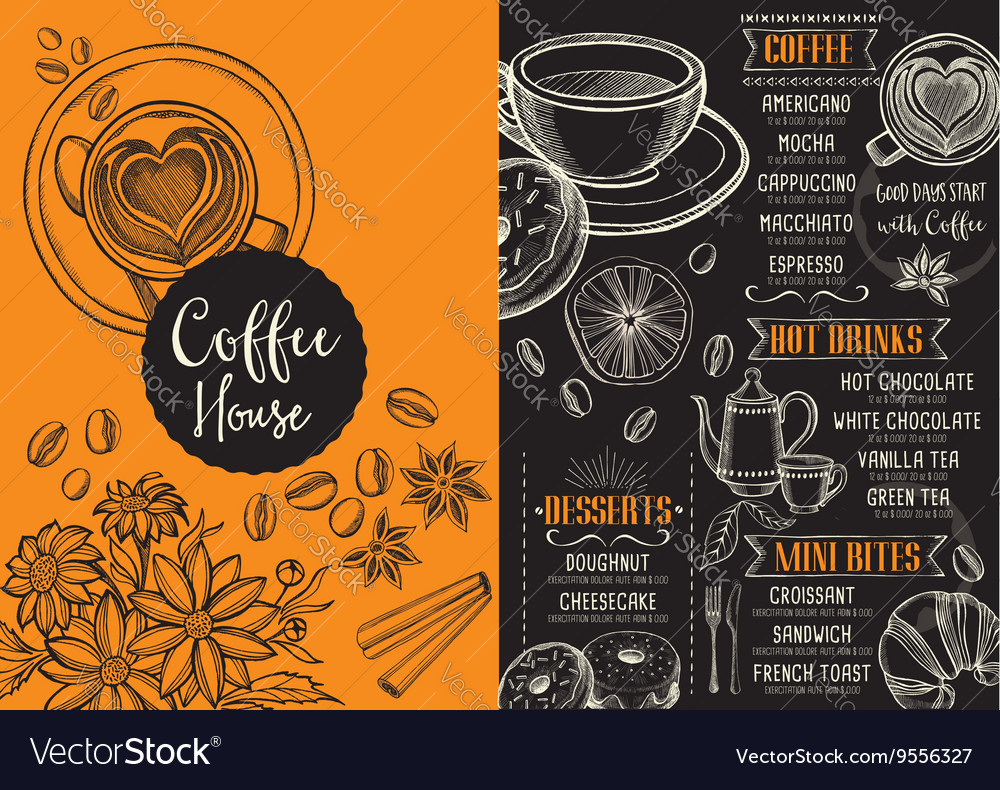 Coffee
House
COFFEE
AMERICANO
12 oz $ 0.00/ 20 oz $ 0.00
MOCHA
12 oz $ 0.00/ 20 oz $ 0.00
CAPPUCCINO
12 oz $ 0.00/ 20 oz $ 0.00
MACCHIATO
12 oz $ 0.00/ 20 oz $ 0.00
ESPRESSO
12 oz $ 0.00/ 20 oz $ 0.00
GOOD DAYS START
with Coffee
HOT DRINKS
HOT CHOCOLATE
12 oz $ 0.00/ 20 oz $ 0.00
WHITE CHOCOLATE
12 oz $ 0.00/ 20 oz $ 0.00
VANILLA TEA
12 oz $ 0.00/ 20 oz $ 0.00
GREEN TEA
12 oz $ 0.00/ 20 oz $ 0.00
DESSERTS
DOUGHNUT
EXERCITATION DOLORE AUTE ADIN $ 0.00
CHEESECAKE
EXERCITATION DOLORE AUTE ADIN $ 0.00
MINI BITES
CROISSANT
EXERCITATION DOLORE AUTE ADIN $ 0.00
SANDWICH
EXERCITATION DOLORE AUTE ADIN $ 0.00
FRENCH TOAST
EXERCITATION DOLORE AUTE ADIN $ 0.00
VectorStock®
VectorStock.com/9556327